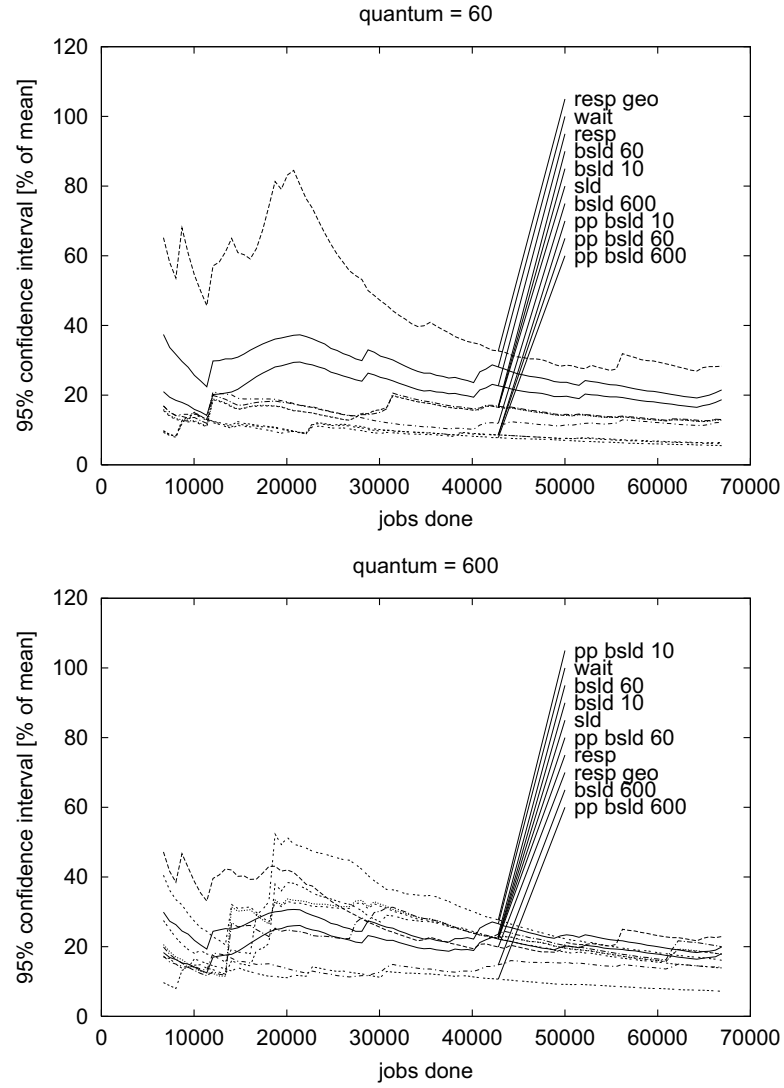 quantum = 60
95% confidence interval [% of mean]
120
100
80
60
40
20
0
resp geo
wait
resp
bsld 60
bsld 10
sld
bsld 600
pp bsld 10
pp bsld 60
pp bsld 600
0 10000 20000 30000 40000 50000 60000 70000
jobs done
quantum = 600
95% confidence interval [% of mean]
120
100
80
60
40
20
0
pp bsld 10
wait
bsld 60
bsld 10
sld
pp bsld 60
resp
resp geo
bsld 600
pp bsld 600
0 10000 20000 30000 40000 50000 60000 70000
jobs done